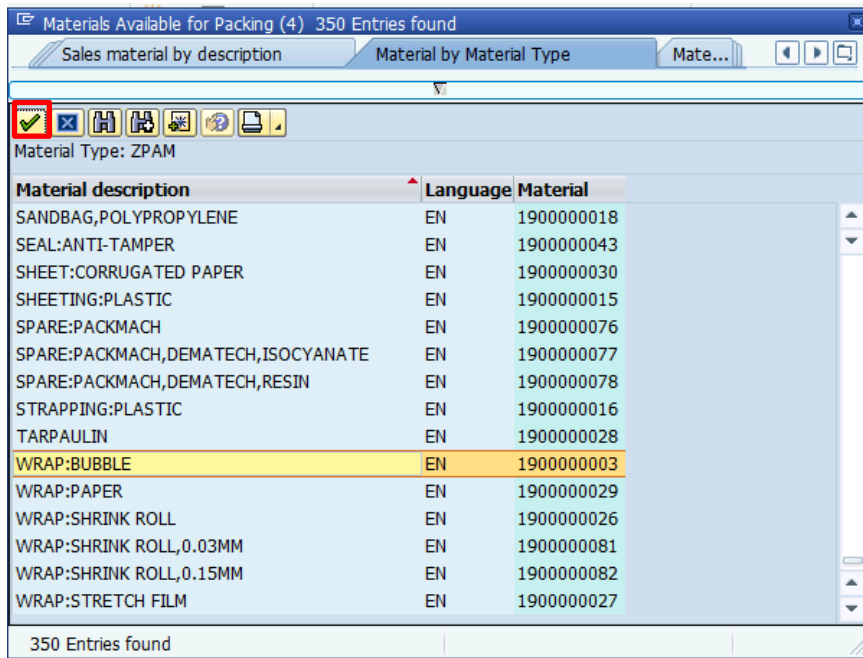 Materials Available for Packing (4) 350 Entries found
Sales material by description Material by Material Type Mate...
Material Type: ZPAM
Material description Language Material
SANDBAG,POLYPROPYLENE EN 1900000018
SEAL:ANTI-TAMPER EN 1900000043
SHEET:CORRUGATED PAPER EN 1900000030
SHEETING:PLASTIC EN 1900000015
SPARE:PACKMACH EN 1900000076
SPARE:PACKMACH,DEMATECH,ISOCYANATE EN 1900000077
SPARE:PACKMACH,DEMATECH,RESIN EN 1900000078
STRAPPING:PLASTIC EN 1900000016
TARPAULIN EN 1900000028
WRAP:BUBBLE EN 1900000003
WRAP:PAPER EN 1900000029
WRAP:SHRINK ROLL EN 1900000026
WRAP:SHRINK ROLL,0.03MM EN 1900000081
WRAP:SHRINK ROLL,0.15MM EN 1900000082
WRAP:STRETCH FILM EN 1900000027
350 Entries found